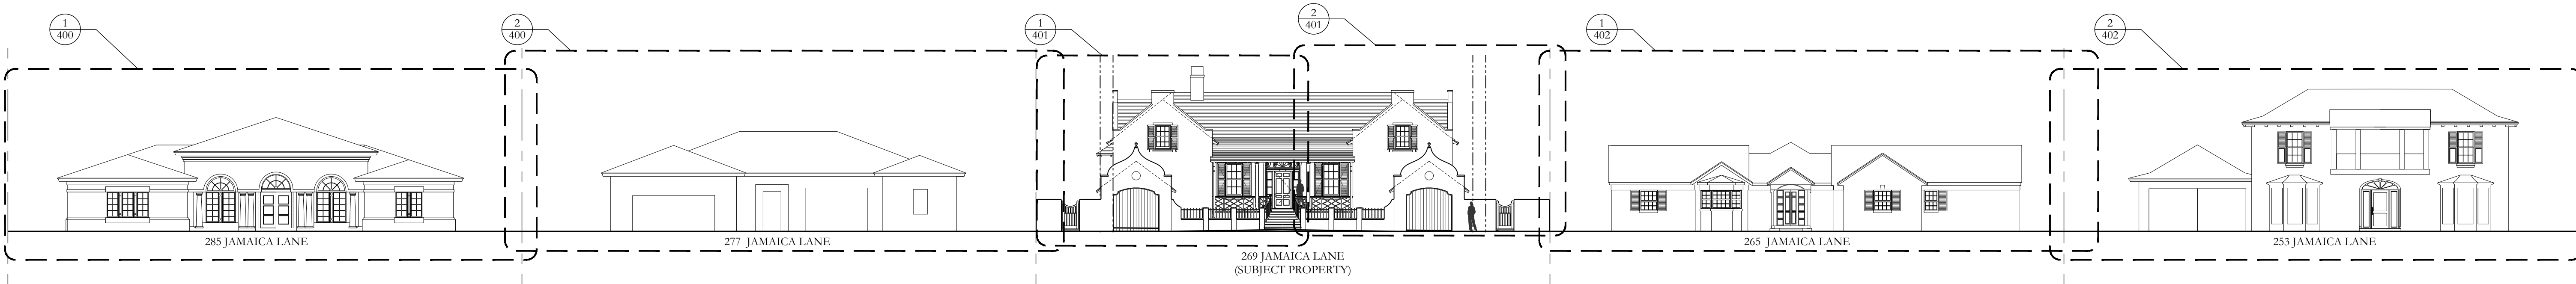 1
400
2
400
1
401
2
401
1
402
2
402
285 JAMAICA LANE
277 JAMAICA LANE
269 JAMAICA LANE
(SUBJECT PROPERTY)
265 JAMAICA LANE
253 JAMAICA LANE